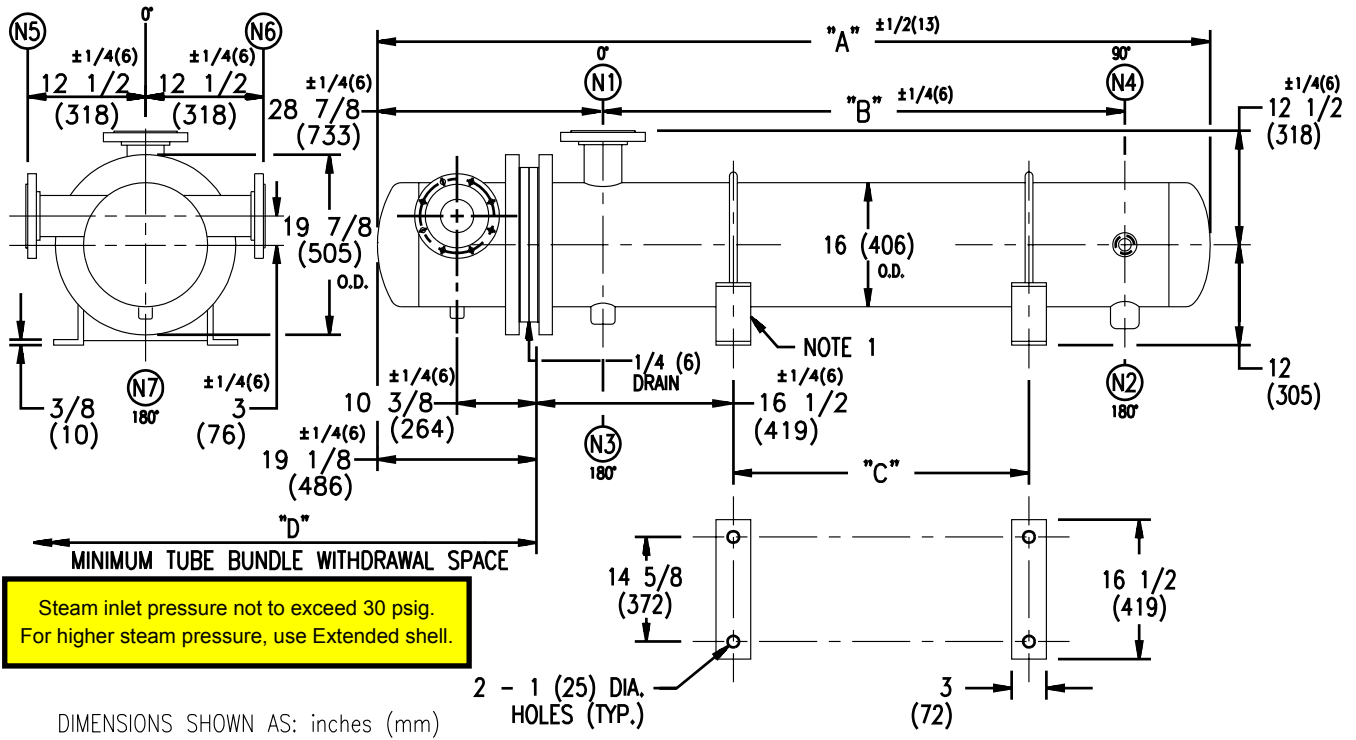 N5
0°
N6
±1/4(6)
±1/4(6)
12 1/2
(318)
12 1/2
(318)
±1/4(6)
28 7/8
(733)
"A" ±1/2(13)
0°
N1
90°
N4
"B" ±1/4(6)
±1/4(6)
12 1/2
(318)
19 7/8
(505)
O.D.
16 (406)
O.D.
NOTE 1
1/4 (6)
DRAIN
12
(305)
3/8
(10)
N7
180°
±1/4(6)
3
(76)
±1/4(6)
10 3/8
(264)
±1/4(6)
16 1/2
(419)
N2
180°
±1/4(6)
19 1/8
(486)
N3
180°
"C"
"D"
MINIMUM TUBE BUNDLE WITHDRAWAL SPACE
14 5/8
(372)
16 1/2
(419)
Steam inlet pressure not to exceed 30 psig.
For higher steam pressure, use Extended shell.
2 - 1 (25) DIA.
HOLES (TYP.)
3
(72)
DIMENSIONS SHOWN AS: inches (mm)